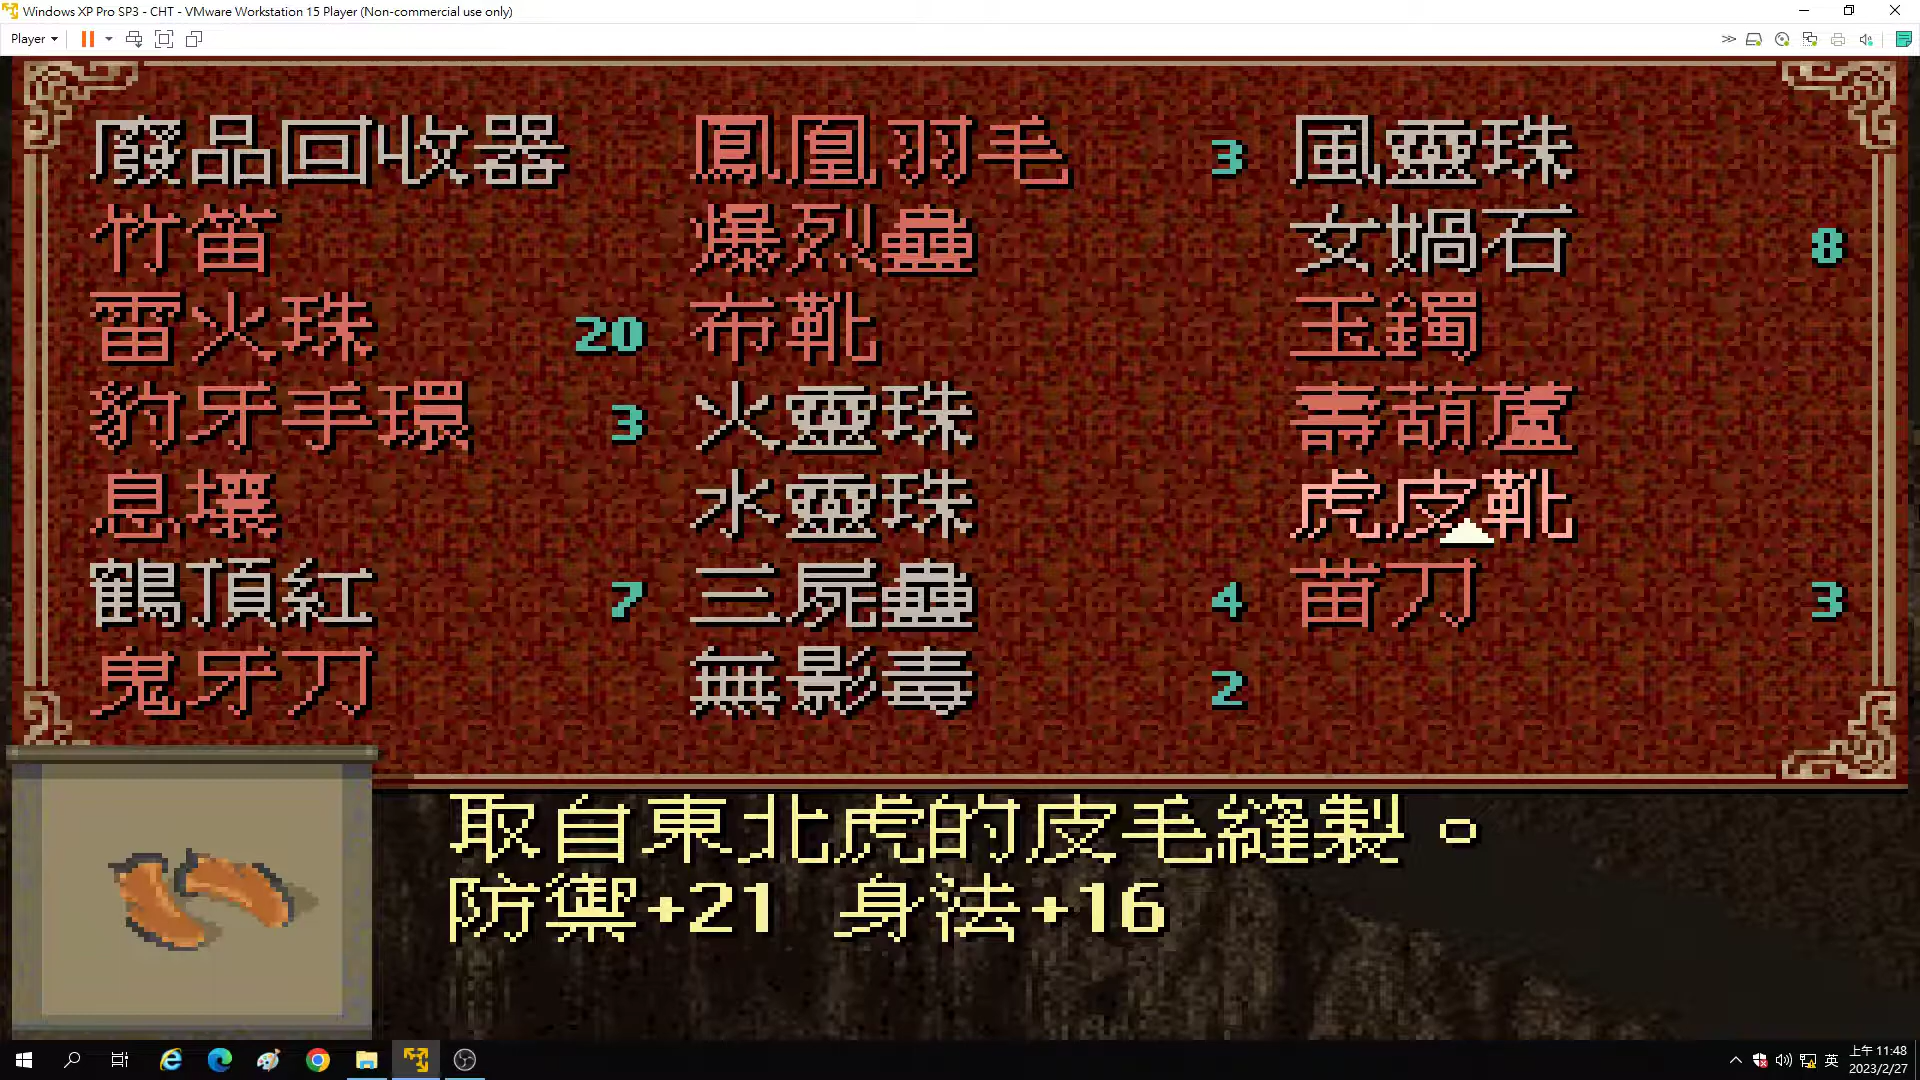 Windows XP Pro SP3 - CHT - VMware Workstation 15 Player (Non-commercial use only)
Player
廢品回收器 鳳凰羽毛 3 風靈珠
竹笛 爆烈蠱 女媧石 8
雷火珠 20 布靴 玉鐲
豹牙手環 3 火靈珠 壽葫蘆
息壤 水靈珠 虎皮靴
鶴頂紅 7 三屍蠱 4 苗刀 3
鬼牙刀 無影毒 2
取自東北虎的皮毛縫製。
防禦+21 身法+16
英
上午 11:48
2023/2/27